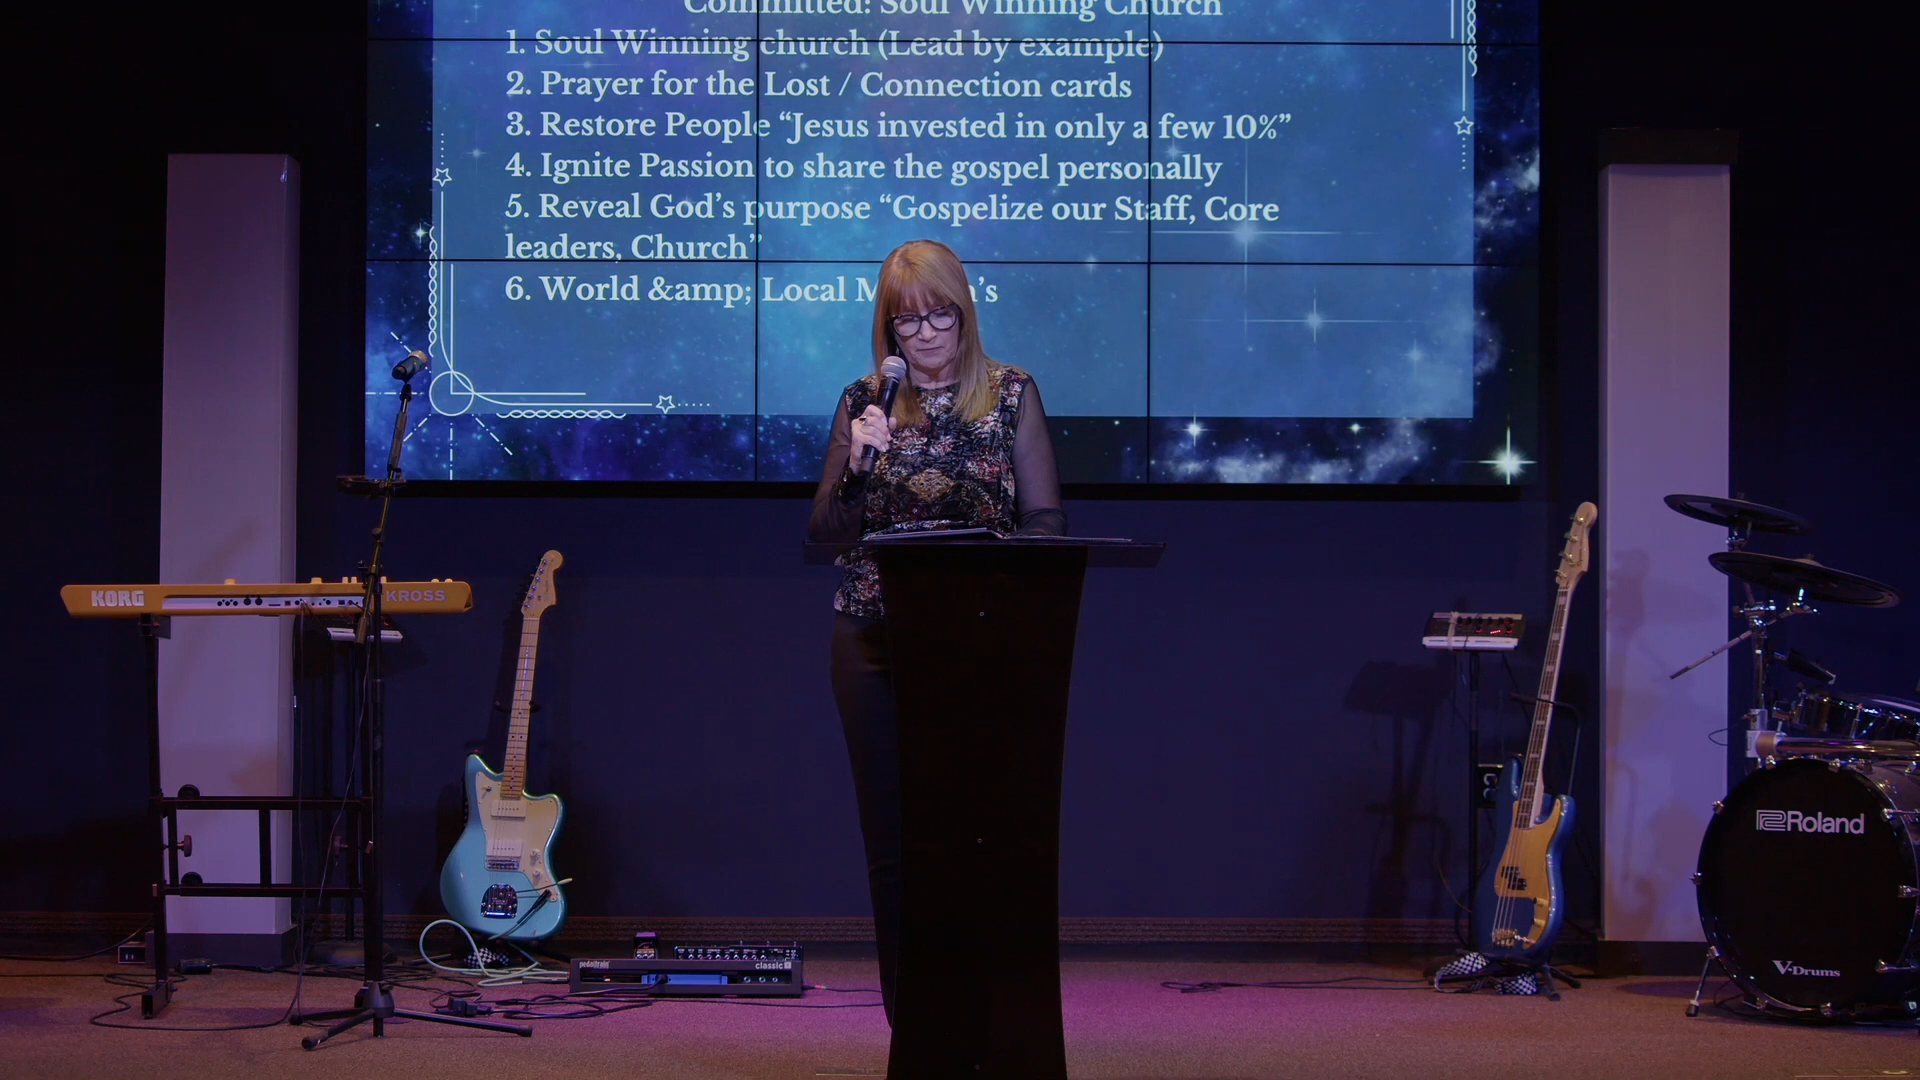 Committed: Soul Winning Church
1. Soul Winning church (Lead by example)
2. Prayer for the Lost / Connection cards
3. Restore People “Jesus invested in only a few 10%”
4. Ignite Passion to share the gospel personally
5. Reveal God’s purpose “Gospelize our Staff, Core
leaders, Church”
6. World &amp; Local M n’s
KORG
KROSS
Roland
pedaltrain
classic
V-Drums